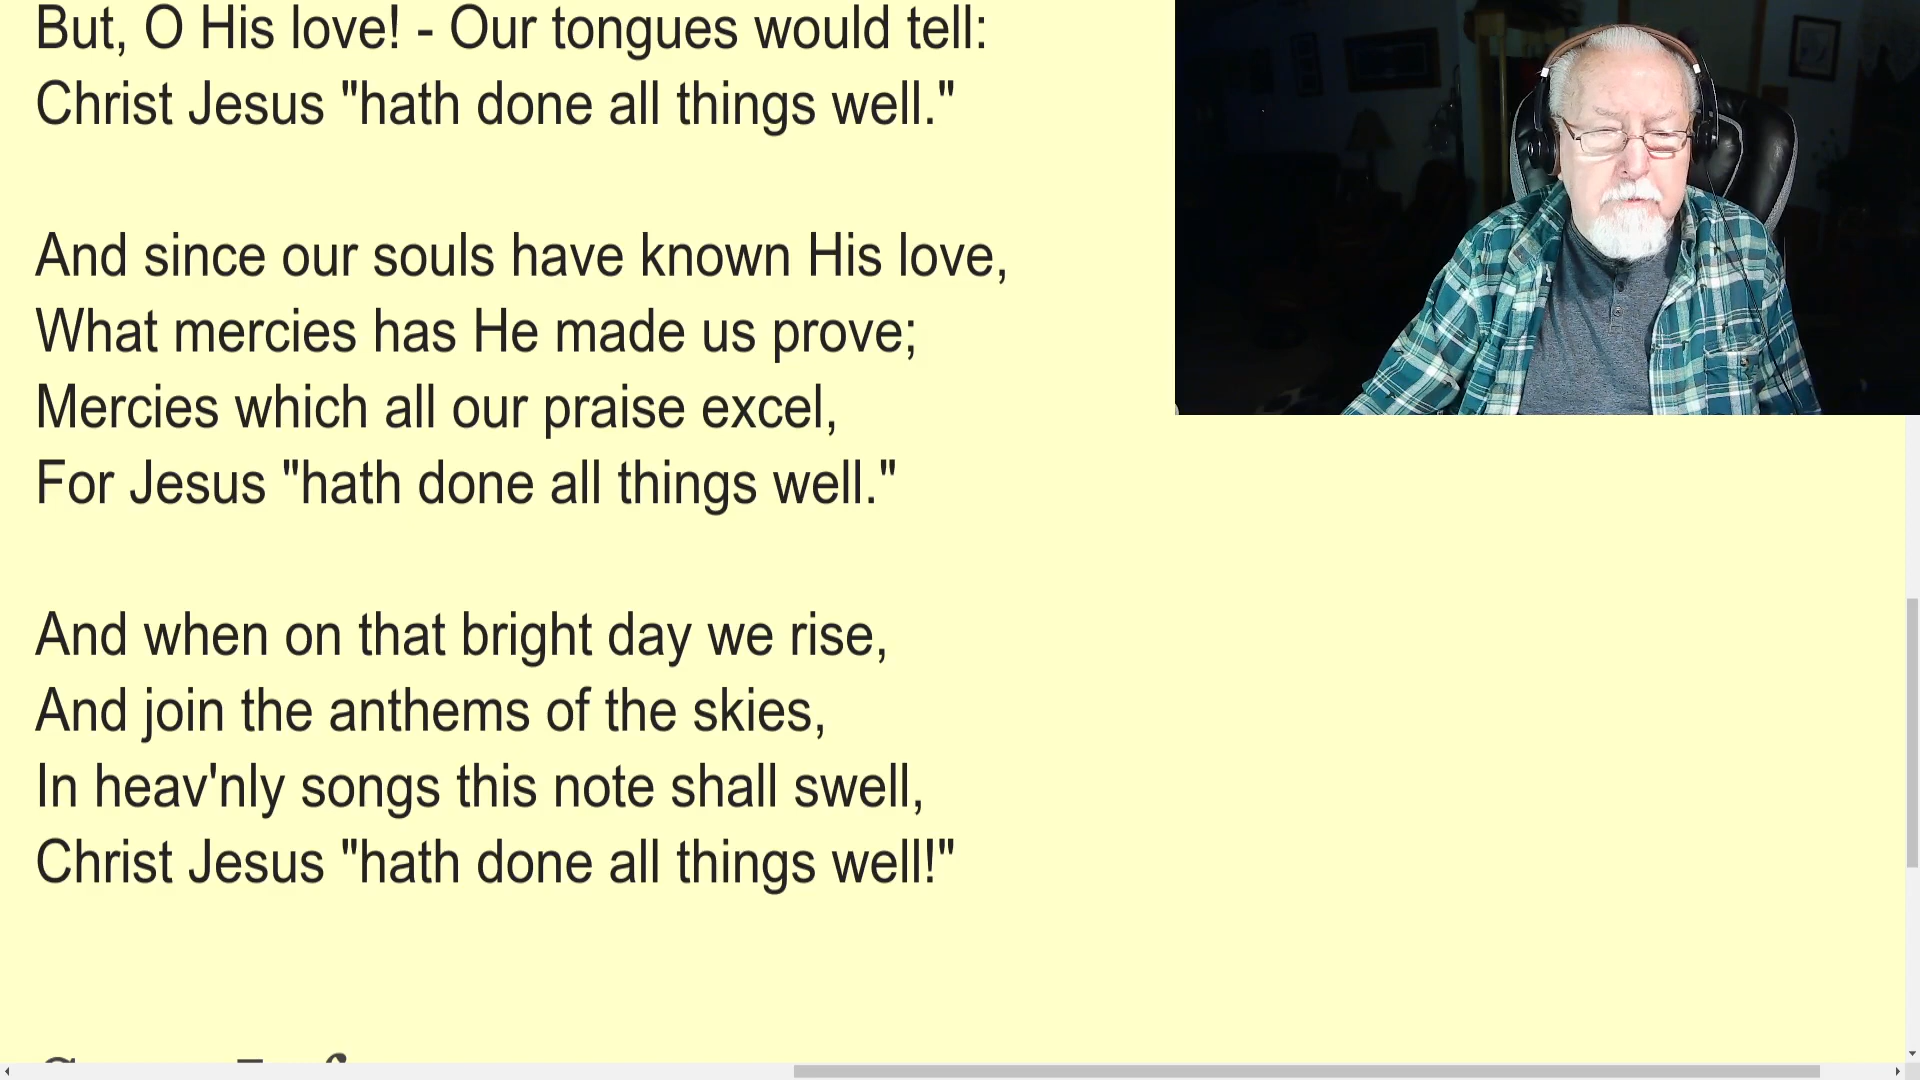 But, O His love! - Our tongues would tell:
Christ Jesus "hath done all things well."
And since our souls have known His love,
What mercies has He made us prove;
Mercies which all our praise excel,
For Jesus "hath done all things well."
And when on that bright day we rise,
And join the anthems of the skies,
In heav'nly songs this note shall swell,
Christ Jesus "hath done all things well!"